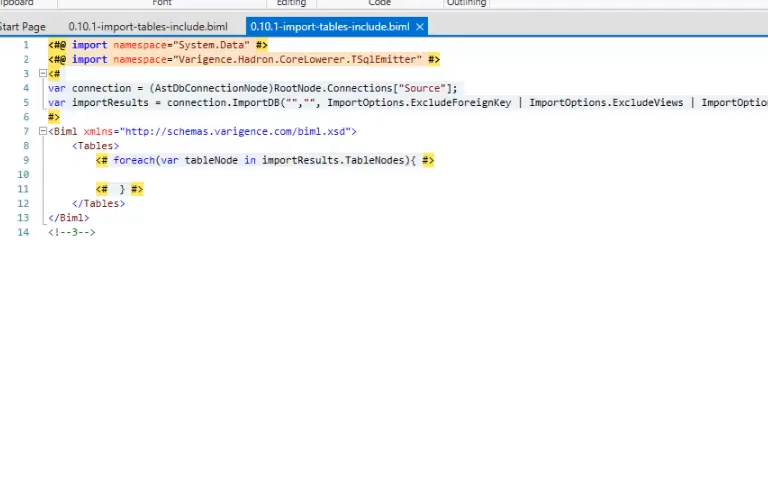 Font
Editing
Code
Outlining
Start Page 0.10.1-import-tables-include.biml 0.10.1-import-tables-include.biml ×
1 <#@ import namespace="System.Data" #>
2 <#@ import namespace="Varigence.Hadron.CoreLowerer.TSqlEmitter" #>
3 <#
4 var connection = (AstDbConnectionNode)RootNode.Connections["Source"];
5 var importResults = connection.ImportDB("","", ImportOptions.ExcludeForeignKey | ImportOptions.ExcludeViews | ImportOptio
6 #>
7 <Biml xmlns="http://schemas.varigence.com/biml.xsd">
8 <Tables>
9 <# foreach(var tableNode in importResults.TableNodes){ #>
10
11 <# } #>
12 </Tables>
13 </Biml>
14 <!--3-->